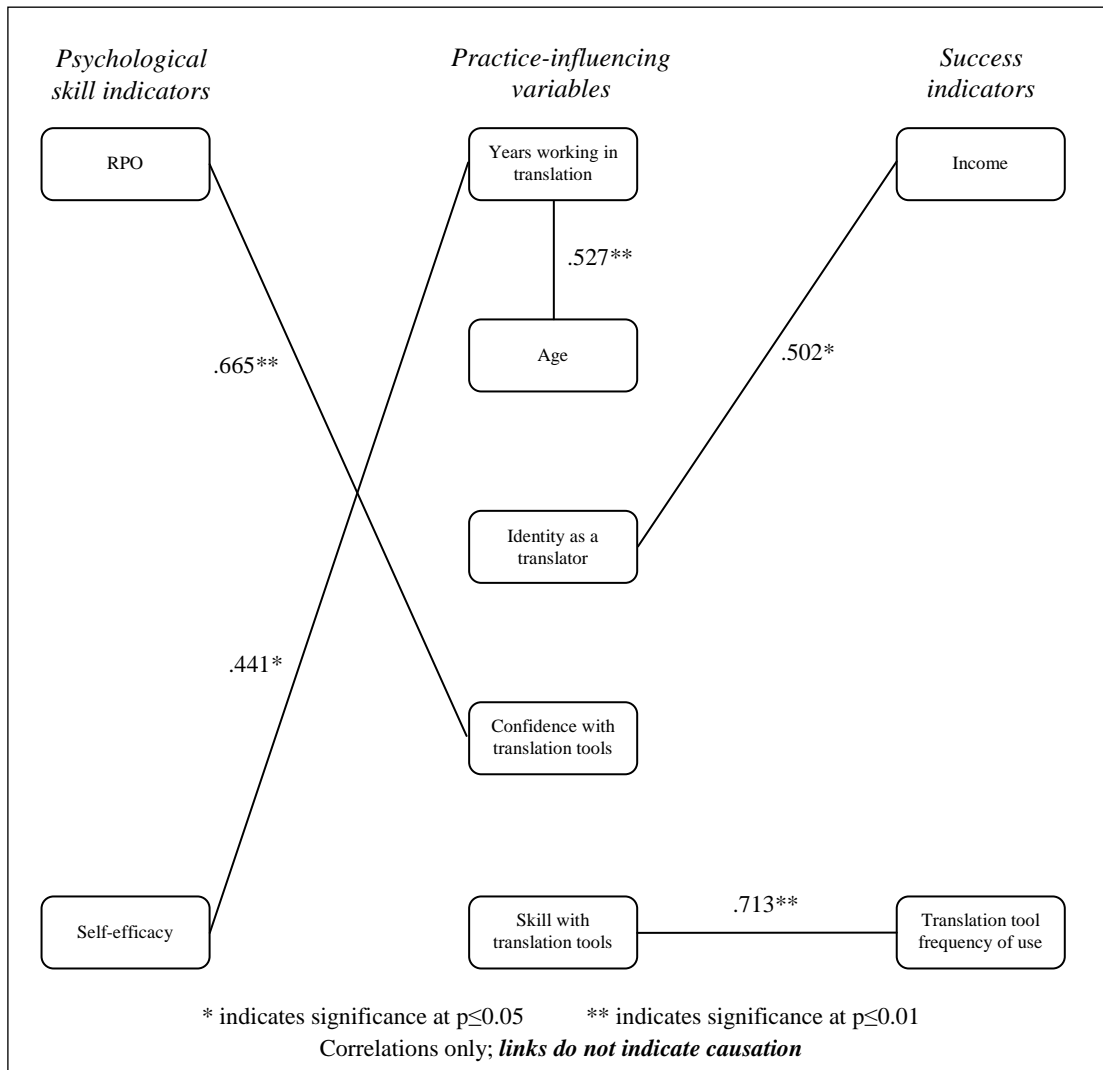 Psychological
skill indicators
Practice-influencing
variables
Success
indicators
RPO
Years working in
translation
Income
.527**
Age
.665**
.502*
Identity as a
translator
.441*
Confidence with
translation tools
Self-efficacy
Skill with
translation tools
.713**
Translation tool
frequency of use
* indicates significance at p≤0.05 ** indicates significance at p≤0.01
Correlations only; links do not indicate causation